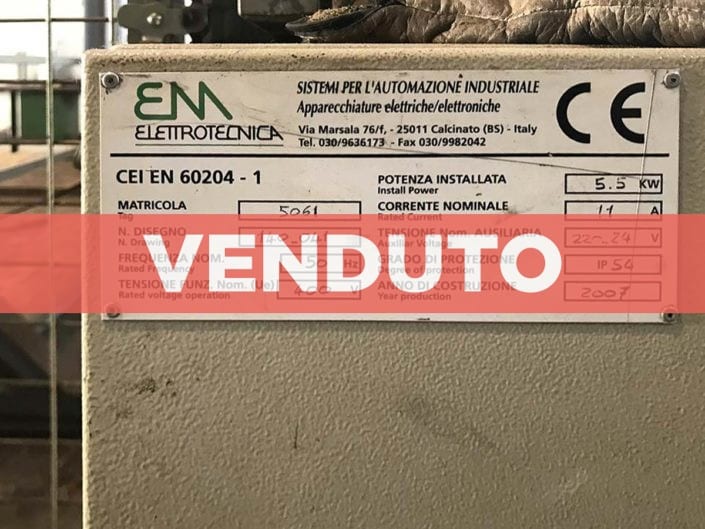 EM
ELETTROTECNICA
SISTEMI PER L'AUTOMAZIONE INDUSTRIALE
Apparecchiature elettriche/elettroniche
Via Marsala 76/f, - 25011 Calcinato (BS) - Italy
Tel. 030/9636173 - Fax 030/9982042
CE
CEI EN 60204 - 1
MATRICOLA 5061
Tag
N. DISEGNO 140-041
N. Drawing
FREQUENZA NOM. 50 Hz
Rated Frequency
TENSIONE FUNZ. Nom. (Ue) 400 V
Rated voltage operation
POTENZA INSTALLATA 5.5 KW
Install Power
CORRENTE NOMINALE 11 A
Rated Current
TENSIONE Nom. AUSILIARIA 22-24 V
Auxiliar Voltage
GRADO DI PROTEZIONE IP 54
Degree protection
ANNO DI COSTRUZIONE 2007
Year production
VENDUTO